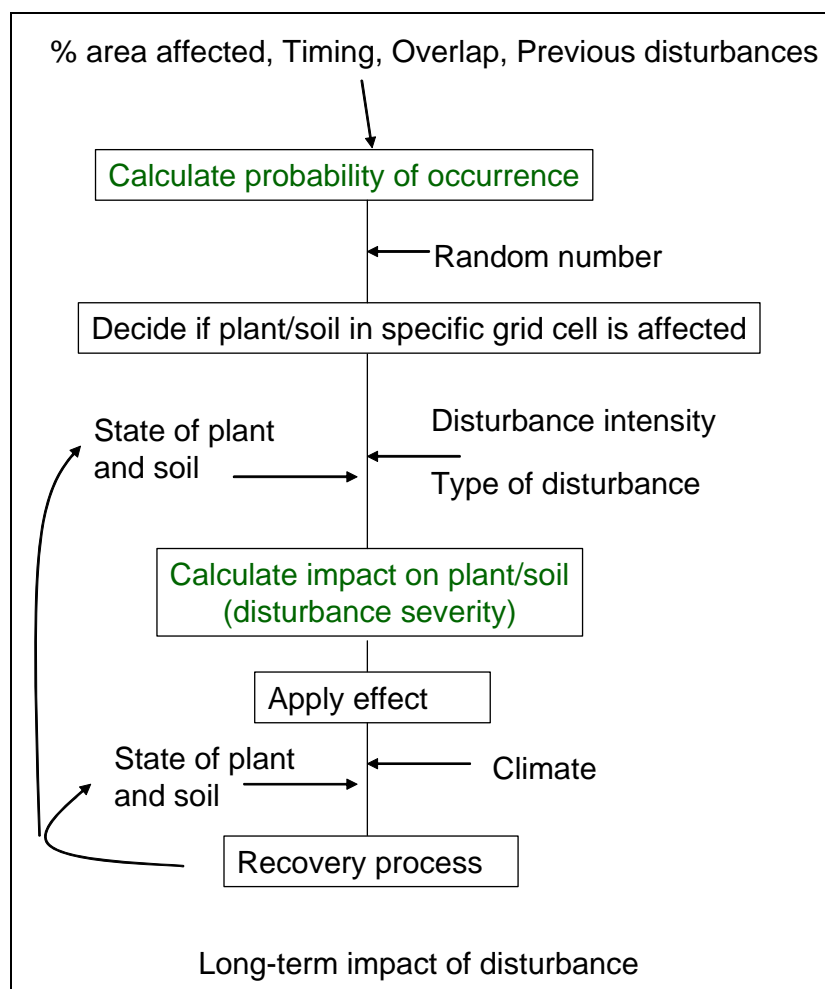 % area affected, Timing, Overlap, Previous disturbances
Calculate probability of occurrence
Random number
Decide if plant/soil in specific grid cell is affected
State of plant
and soil
Disturbance intensity
Type of disturbance
Calculate impact on plant/soil
(disturbance severity)
Apply effect
State of plant
and soil
Climate
Recovery process
Long-term impact of disturbance